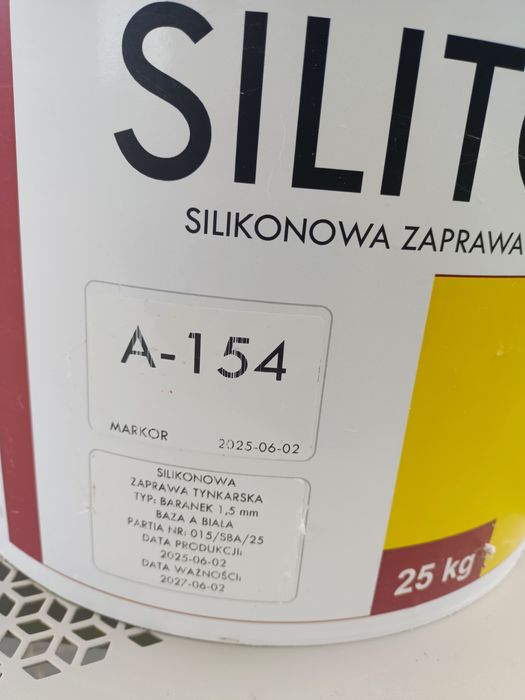 SILIT
SILIKONOWA ZAPRAWA
A-154
MARKOR 2025-06-02
SILIKONOWA
ZAPRAWA TYNKARSKA
TYP: BARANEK 1,5 mm
BAZA A BIAŁA
PARTIA NR: 015/SBA/25
DATA PRODUKCJI:
2025-06-02
DATA WAŻNOŚCI:
2027-06-02
25 kg